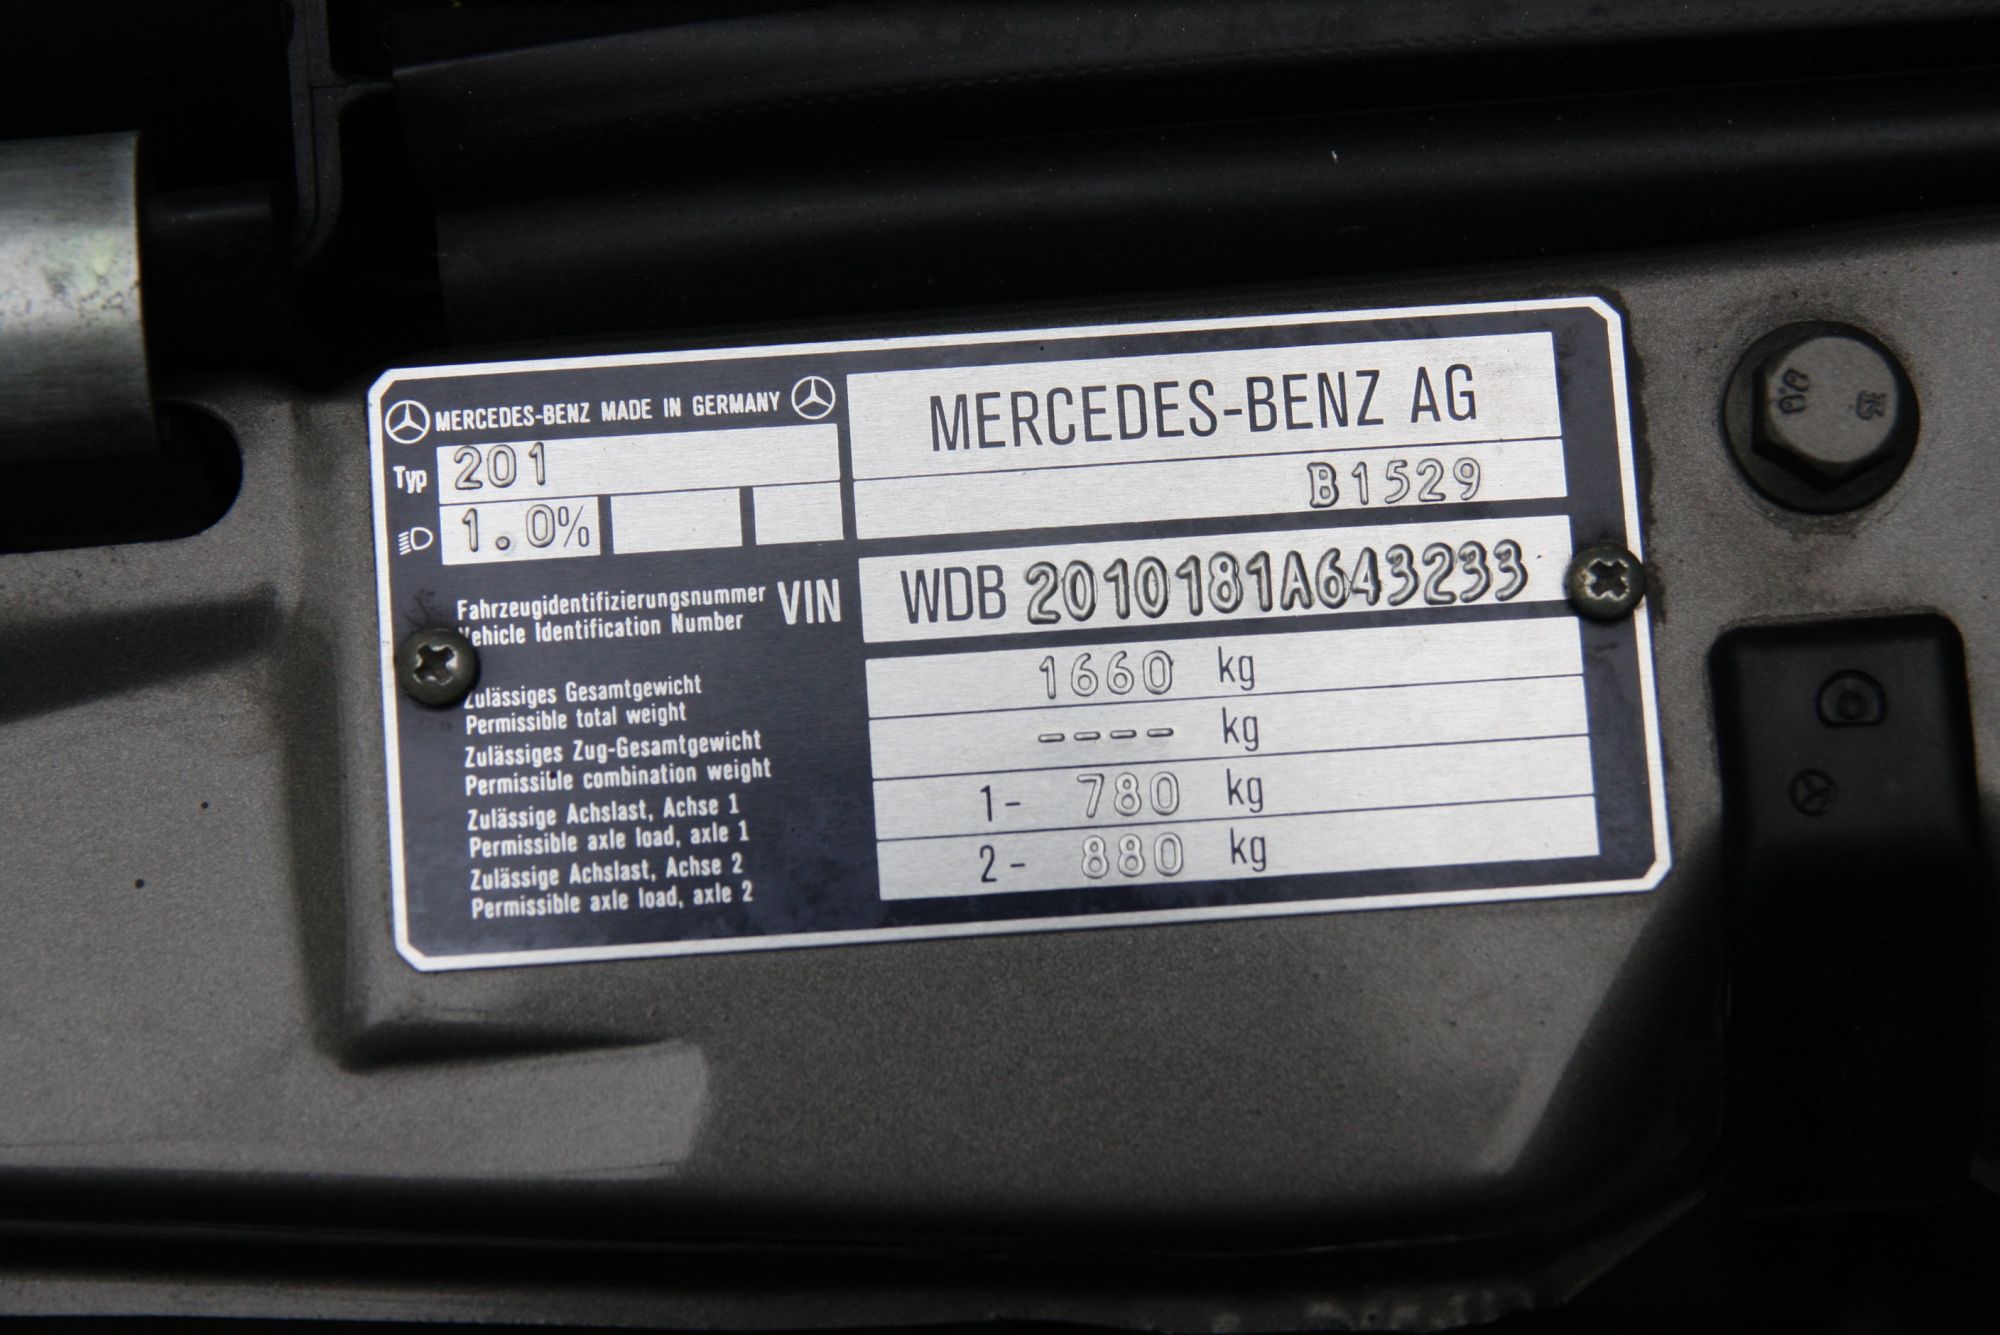 MERCEDES-BENZ MADE IN GERMANY
Typ 201
1.0%
MERCEDES-BENZ AG
B1529
Fahrzeugidentifizierungsnummer
Vehicle Identification Number
VIN
WDB 2010181A643233
Zulässiges Gesamtgewicht
Permissible total weight
1660 kg
Zulässiges Zug-Gesamtgewicht
Permissible combination weight
---- kg
Zulässige Achslast, Achse 1
Permissible axle load, axle 1
1- 780 kg
Zulässige Achslast, Achse 2
Permissible axle load, axle 2
2- 880 kg